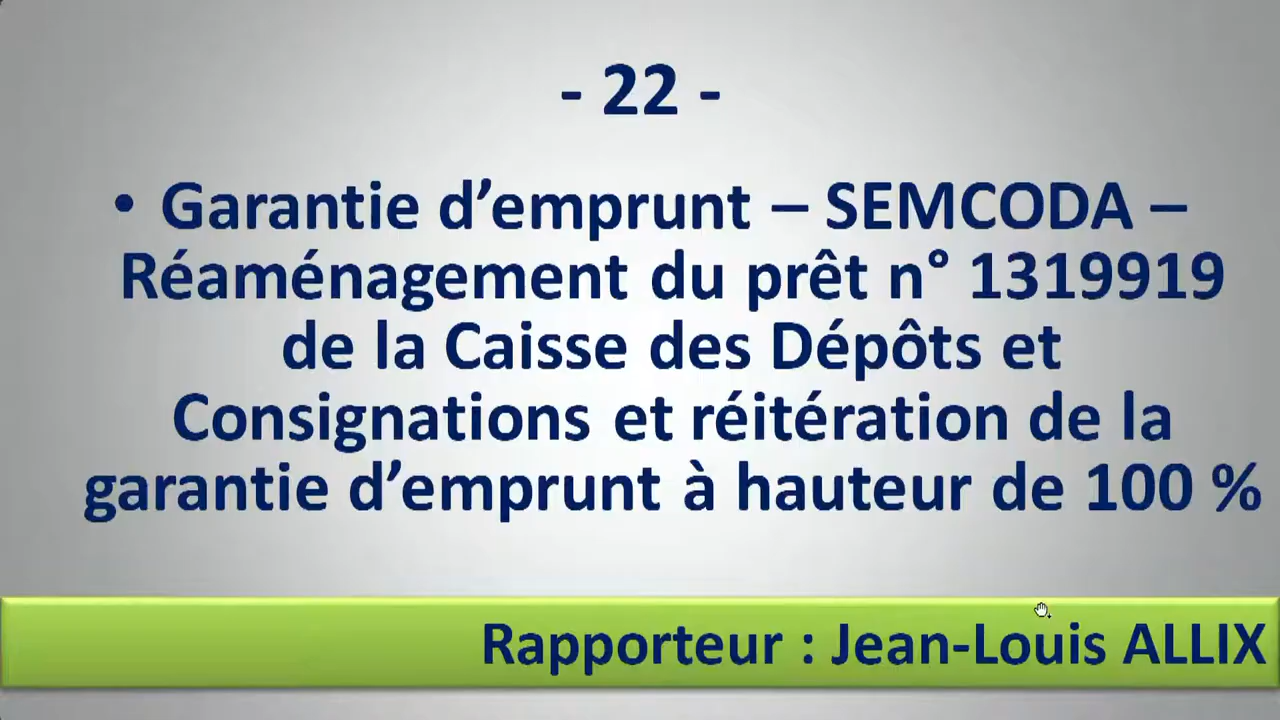 - 22 -
• Garantie d’emprunt – SEMCODA –
Réaménagement du prêt n° 1319919
de la Caisse des Dépôts et
Consignations et réitération de la
garantie d’emprunt à hauteur de 100 %
Rapporteur : Jean-Louis ALLIX